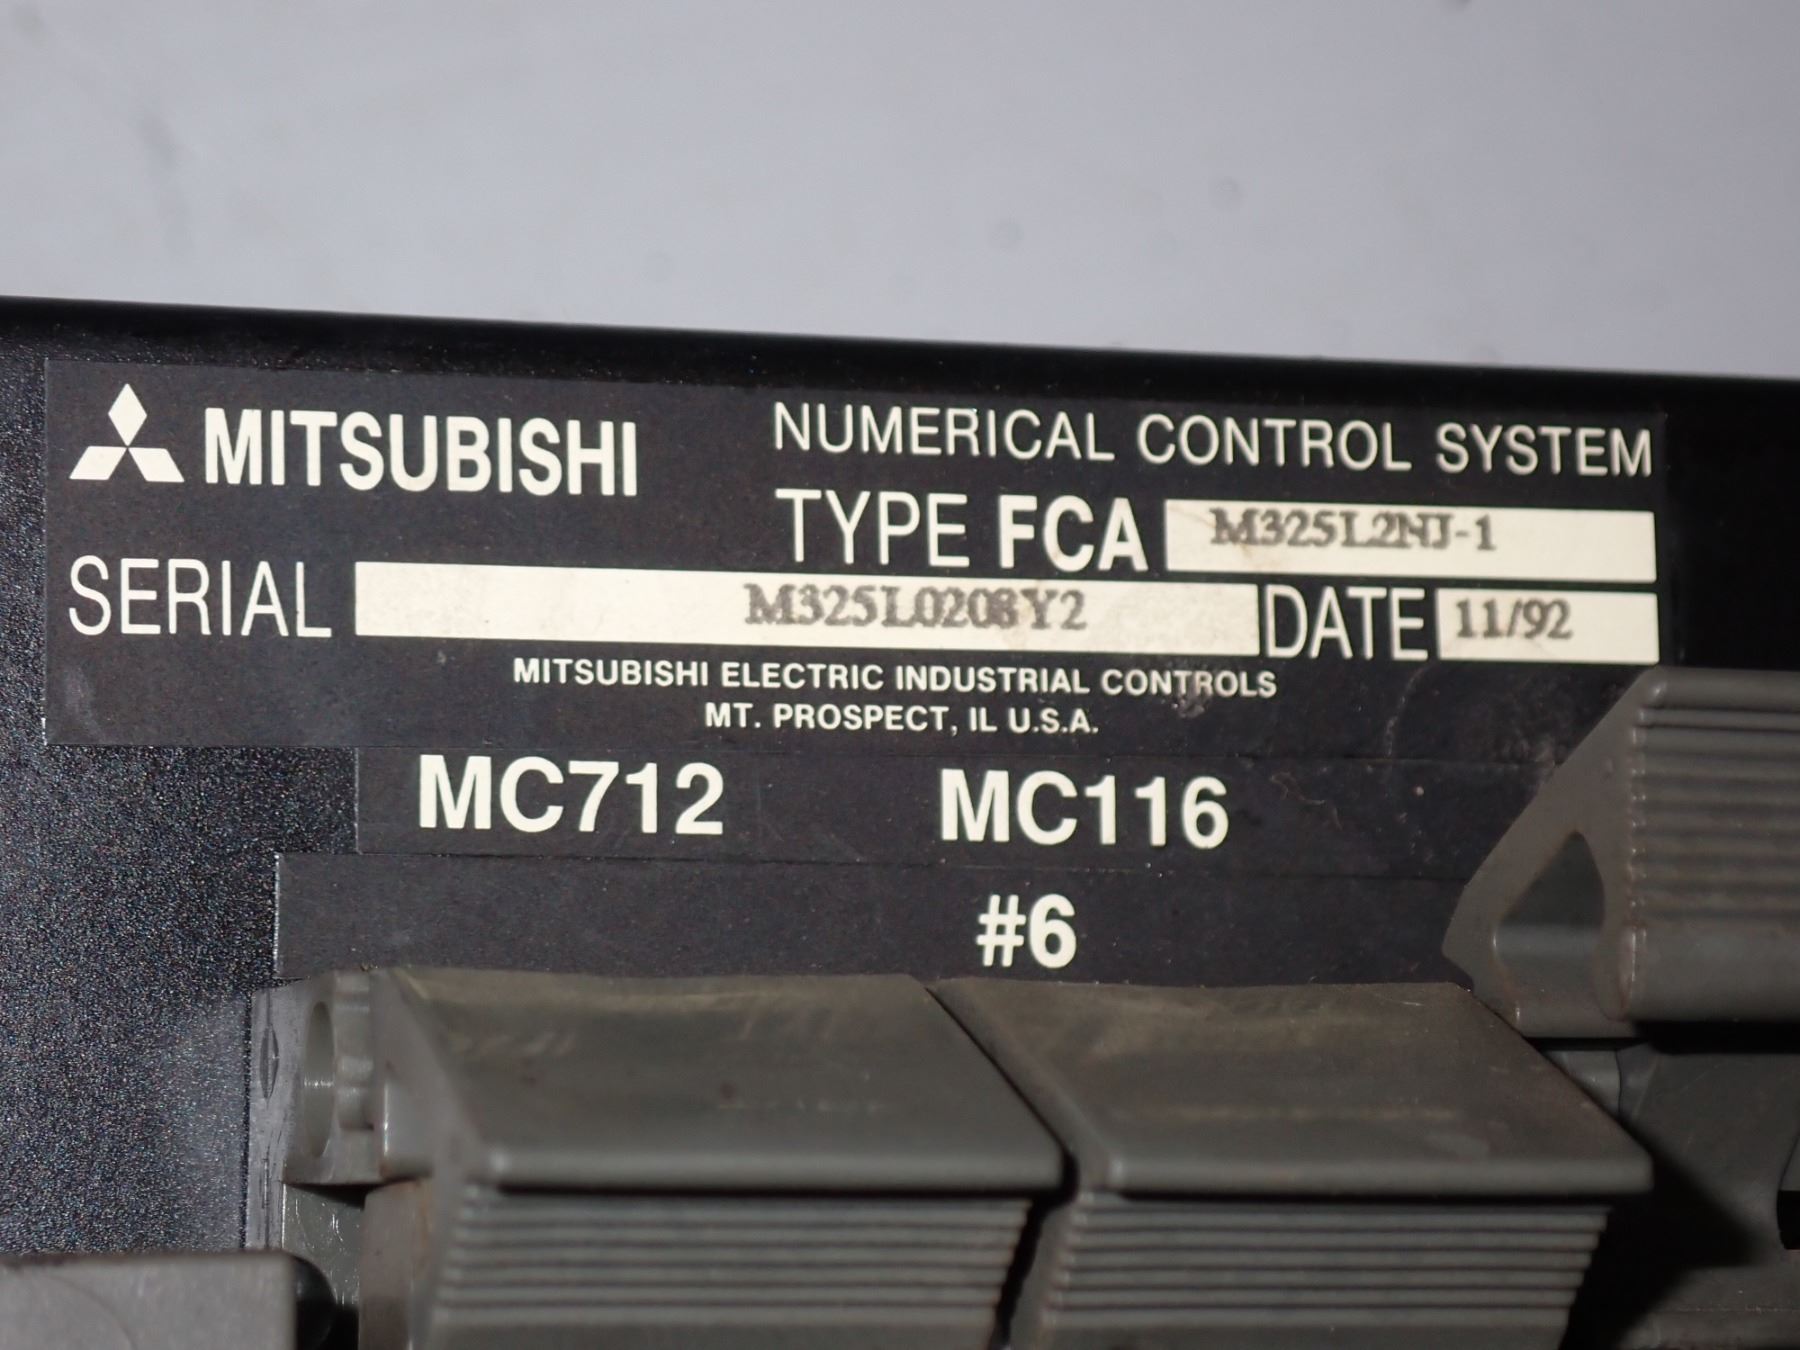 MITSUBISHI
NUMERICAL CONTROL SYSTEM
TYPE FCA M325L2NJ-1
SERIAL M325L0208Y2 DATE 11/92
MITSUBISHI ELECTRIC INDUSTRIAL CONTROLS
MT. PROSPECT, IL U.S.A.
MC712 MC116
#6